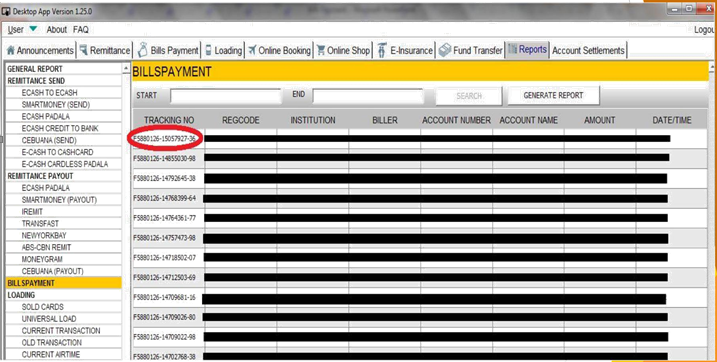 Desktop App Version 1.25.0
User About FAQ Logou
Announcements Remittance Bills Payment Loading Online Booking Online Shop E-Insurance Fund Transfer Reports Account Settlements
GENERAL REPORT
REMITTANCE SEND
ECASH TO ECASH
SMARTMONEY (SEND)
ECASH PADALA
ECASH CREDIT TO BANK
CEBUANA (SEND)
E-CASH TO CASHCARD
E-CASH CARDLESS PADALA
REMITTANCE PAYOUT
ECASH PADALA
SMARTMONEY (PAYOUT)
IREMIT
TRANSFAST
NEWYORKBAY
ABS-CBN REMIT
MONEYGRAM
CEBUANA (PAYOUT)
BILLSPAYMENT
LOADING
SOLD CARDS
UNIVERSAL LOAD
CURRENT TRANSACTION
OLD TRANSACTION
CURRENT AIRTIME
BILLSPAYMENT
START END SEARCH GENERATE REPORT
TRACKING NO REGCODE INSTITUTION BILLER ACCOUNT NUMBER ACCOUNT NAME AMOUNT DATE/TIME
F5880126-15057927-36
F5880126-14855030-98
F5880126-14792645-38
F5880126-14768399-64
F5880126-14764361-77
F5880126-14757473-98
F5880126-14718502-07
F5880126-14712503-69
F5880126-14709681-16
F5880126-14709026-80
F5880126-14709022-98
F5880126-14702768-38